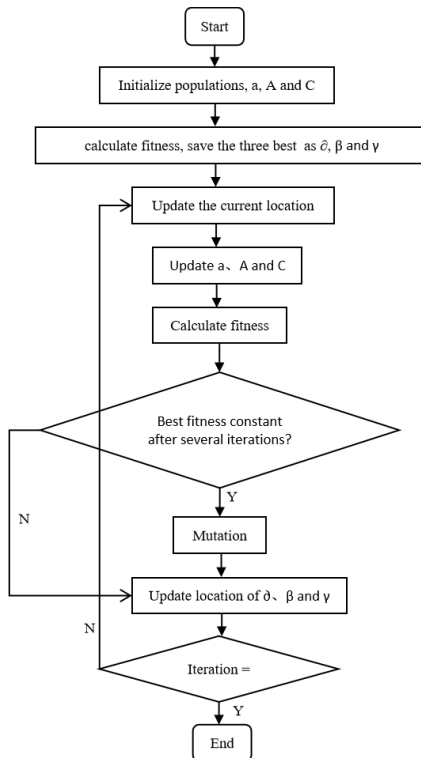 Start
Initialize populations, a, A and C
calculate fitness, save the three best as ∂, β and γ
Update the current location
Update a、A and C
Calculate fitness
Best fitness constant
after several iterations?
Y
N
Mutation
Update location of ∂、β and γ
N
Iteration =
Y
End